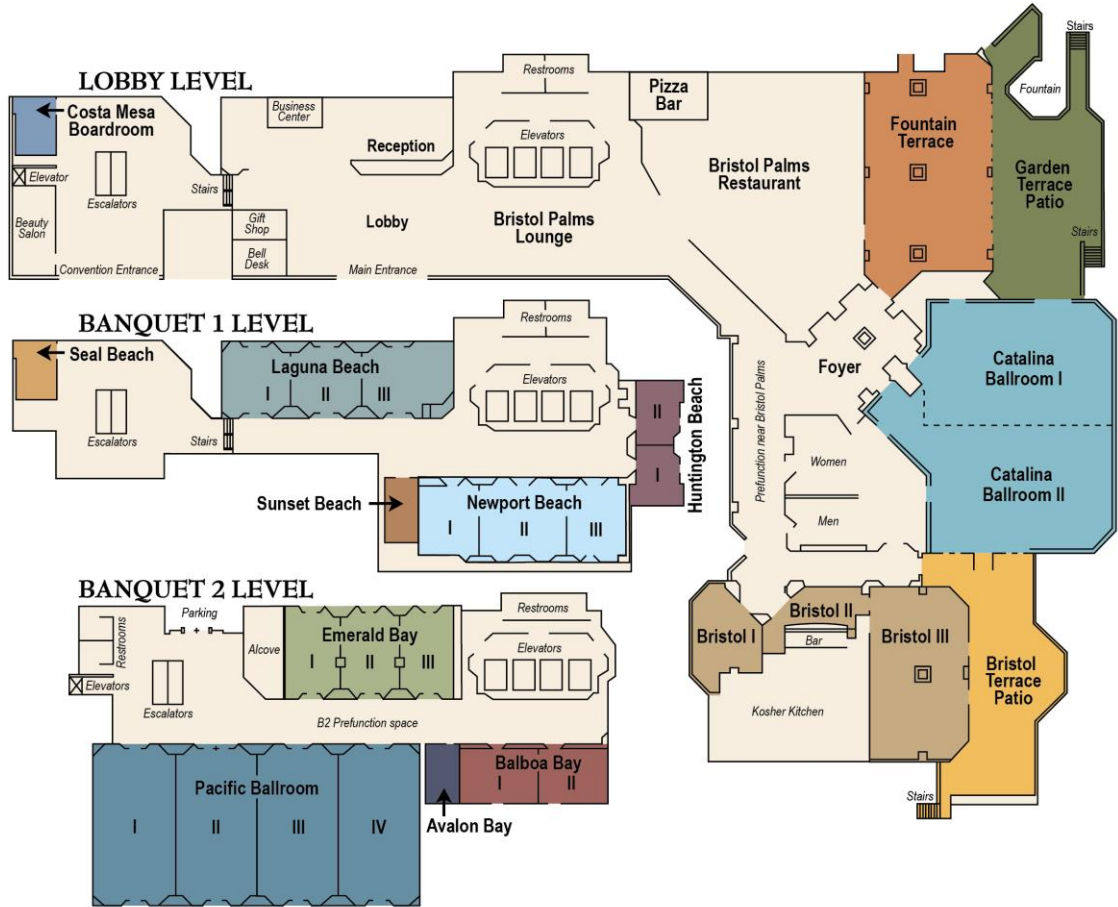 LOBBY LEVEL
Costa Mesa
Boardroom
Elevator
Escalators
Beauty
Salon
Convention Entrance
Stairs
Business
Center
Reception
Lobby
Gift
Shop
Bell
Desk
Main Entrance
Restrooms
Elevators
Bristol Palms
Lounge
Pizza
Bar
Bristol Palms
Restaurant
Fountain
Terrace
Stairs
Fountain
Garden
Terrace
Patio
Stairs
Foyer
Prefunction near Bristol Palms
Women
Men
Catalina
Ballroom I
Catalina
Ballroom II
Bristol I
Bristol II
Bar
Bristol III
Kosher Kitchen
Bristol
Terrace
Patio
Stairs
BANQUET 1 LEVEL
Seal Beach
Escalators
Stairs
Laguna Beach
I II III
Restrooms
Elevators
Huntington Beach
II
I
Sunset Beach
Newport Beach
I II III
BANQUET 2 LEVEL
Parking
Restrooms
Elevators
Escalators
Alcove
Emerald Bay
I II III
Restrooms
Elevators
B2 Prefunction space
Pacific Ballroom
I II III IV
Avalon Bay
Balboa Bay
I II